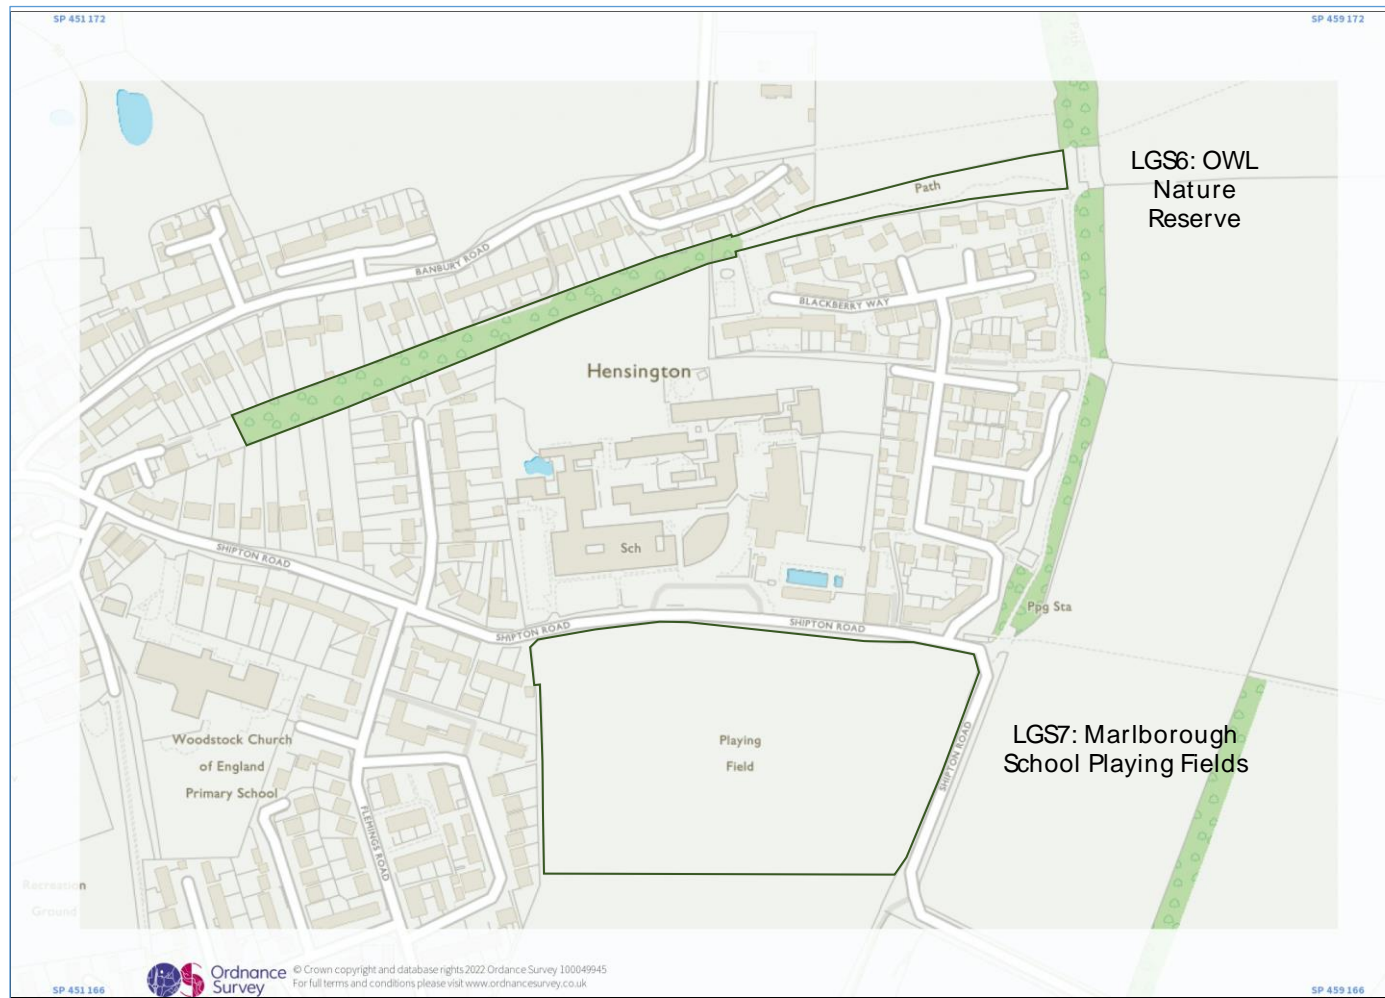 SP 451 172
SP 459 172
Path
LGS6: OWL
Nature
Reserve
Path
BANBURY ROAD
BLACKBERRY WAY
Hensington
Sch
SHIPTON ROAD
Ppg Sta
SHIPTON ROAD
SHIPTON ROAD
Woodstock Church
of England
Primary School
Playing
Field
SHIPTON ROAD
LGS7: Marlborough
School Playing Fields
FLEMINGS ROAD
Recreation
Ground
Ordnance
Survey
© Crown copyright and database rights 2022 Ordance Survey 100049945
For full terms and conditions please visit www.ordnancesurvey.co.uk
SP 451 166
SP 459 166